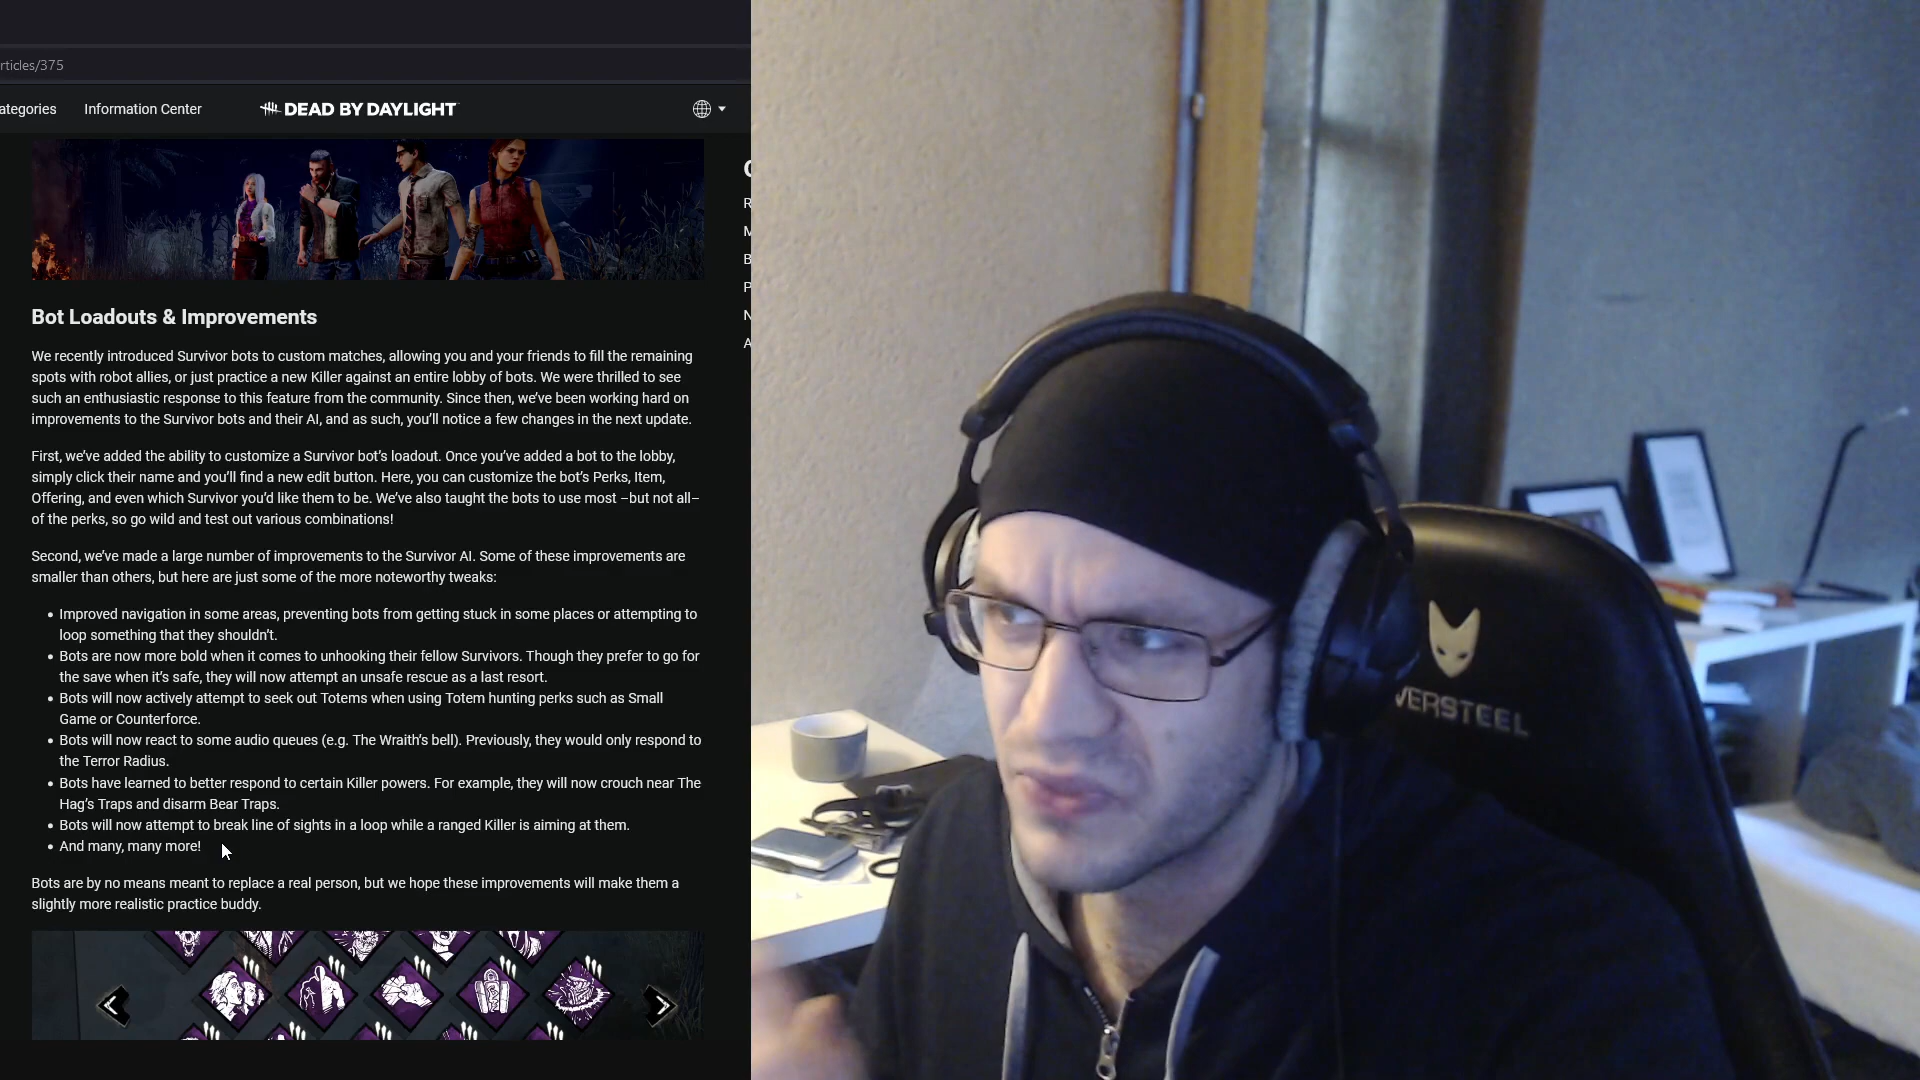 rticles/375
ategories
Information Center
DEAD BY DAYLIGHT
Bot Loadouts & Improvements
We recently introduced Survivor bots to custom matches, allowing you and your friends to fill the remaining
spots with robot allies, or just practice a new Killer against an entire lobby of bots. We were thrilled to see
such an enthusiastic response to this feature from the community. Since then, we’ve been working hard on
improvements to the Survivor bots and their AI, and as such, you’ll notice a few changes in the next update.
First, we’ve added the ability to customize a Survivor bot’s loadout. Once you’ve added a bot to the lobby,
simply click their name and you’ll find a new edit button. Here, you can customize the bot’s Perks, Item,
Offering, and even which Survivor you’d like them to be. We’ve also taught the bots to use most –but not all–
of the perks, so go wild and test out various combinations!
Second, we’ve made a large number of improvements to the Survivor AI. Some of these improvements are
smaller than others, but here are just some of the more noteworthy tweaks:
• Improved navigation in some areas, preventing bots from getting stuck in some places or attempting to
loop something that they shouldn’t.
• Bots are now more bold when it comes to unhooking their fellow Survivors. Though they prefer to go for
the save when it’s safe, they will now attempt an unsafe rescue as a last resort.
• Bots will now actively attempt to seek out Totems when using Totem hunting perks such as Small
Game or Counterforce.
• Bots will now react to some audio queues (e.g. The Wraith’s bell). Previously, they would only respond to
the Terror Radius.
• Bots have learned to better respond to certain Killer powers. For example, they will now crouch near The
Hag’s Traps and disarm Bear Traps.
• Bots will now attempt to break line of sights in a loop while a ranged Killer is aiming at them.
• And many, many more!
Bots are by no means meant to replace a real person, but we hope these improvements will make them a
slightly more realistic practice buddy.
R
M
B
P
N
A
VERSTEEL